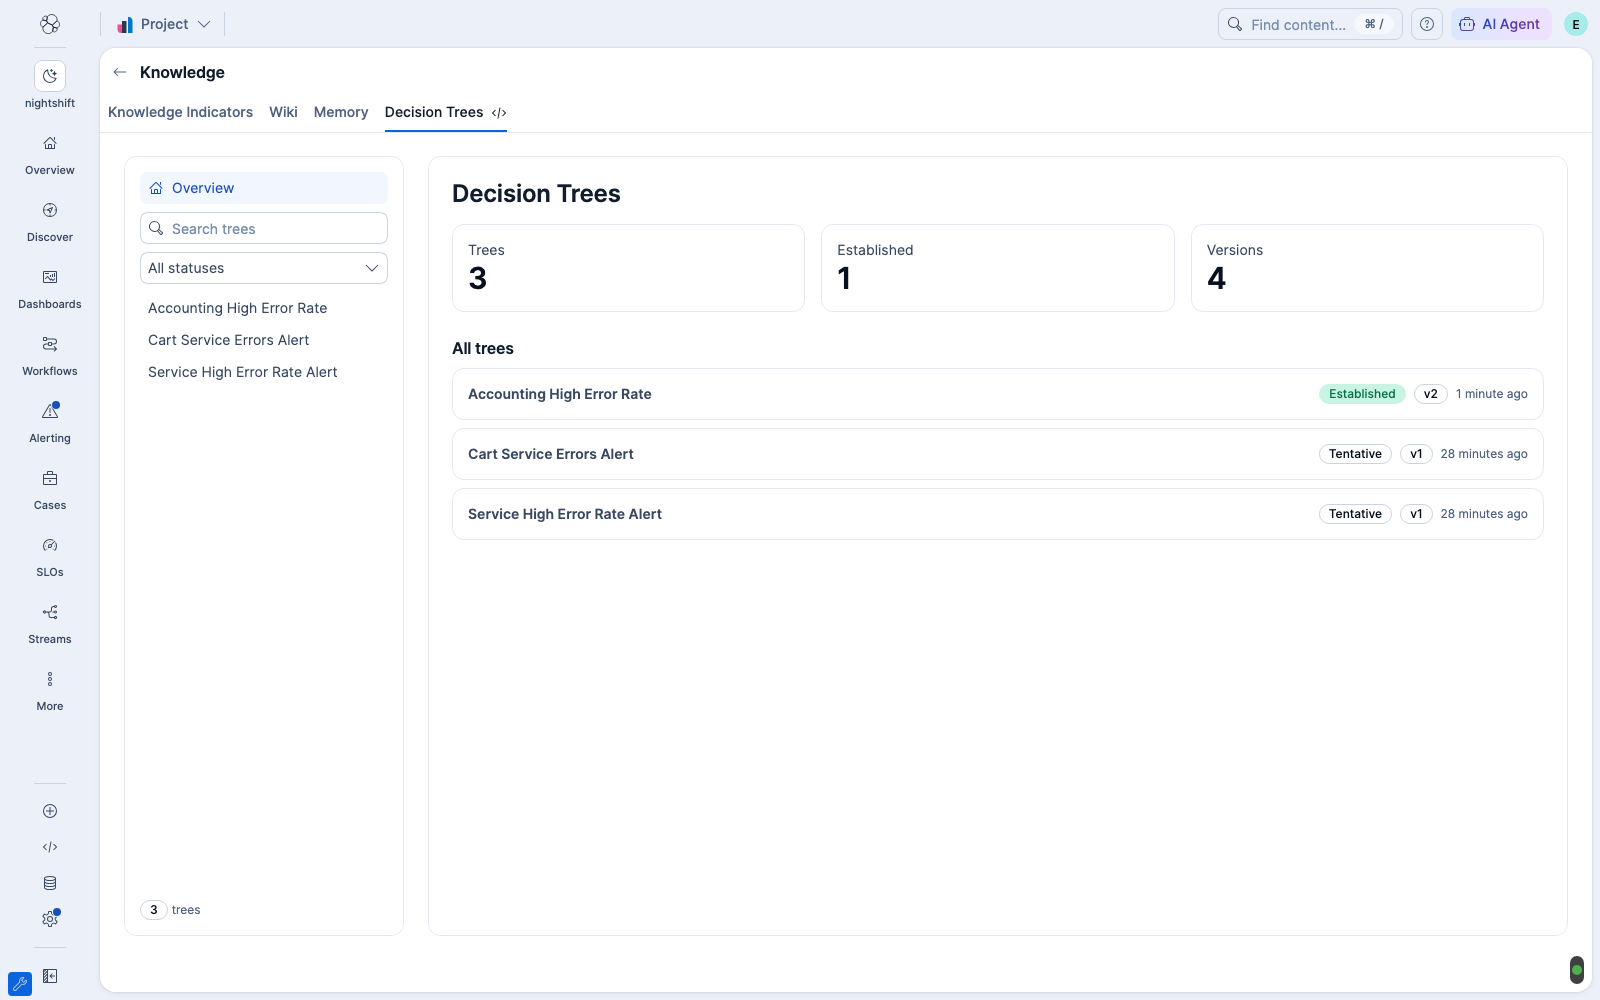 Project
Find content...
⌘ /
AI Agent
E
nightshift
Overview
Discover
Dashboards
Workflows
Alerting
Cases
SLOs
Streams
More
Knowledge
Knowledge Indicators
Wiki
Memory
Decision Trees
Overview
Search trees
All statuses
Accounting High Error Rate
Cart Service Errors Alert
Service High Error Rate Alert
3 trees
Decision Trees
Trees
3
Established
1
Versions
4
All trees
Accounting High Error Rate Established v2 1 minute ago
Cart Service Errors Alert Tentative v1 28 minutes ago
Service High Error Rate Alert Tentative v1 28 minutes ago